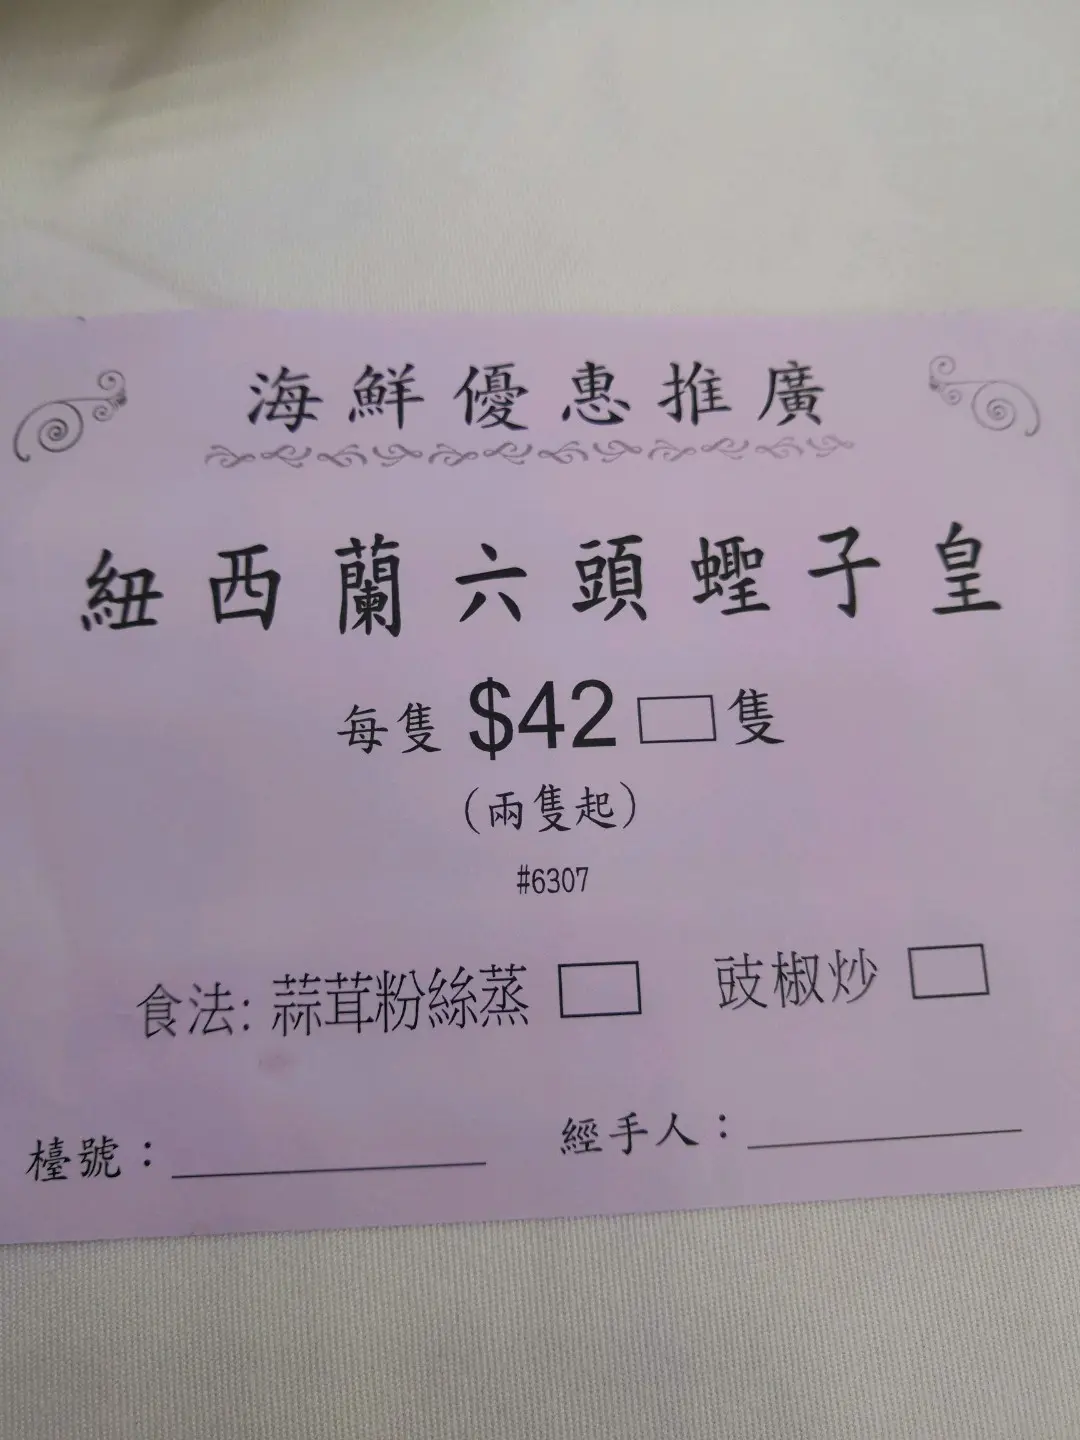 海鮮優惠推廣
紐西蘭六頭蟶子皇
每隻 $42 隻
(兩隻起)
#6307
食法: 蒜茸粉絲蒸 豉椒炒
檯號： 經手人：